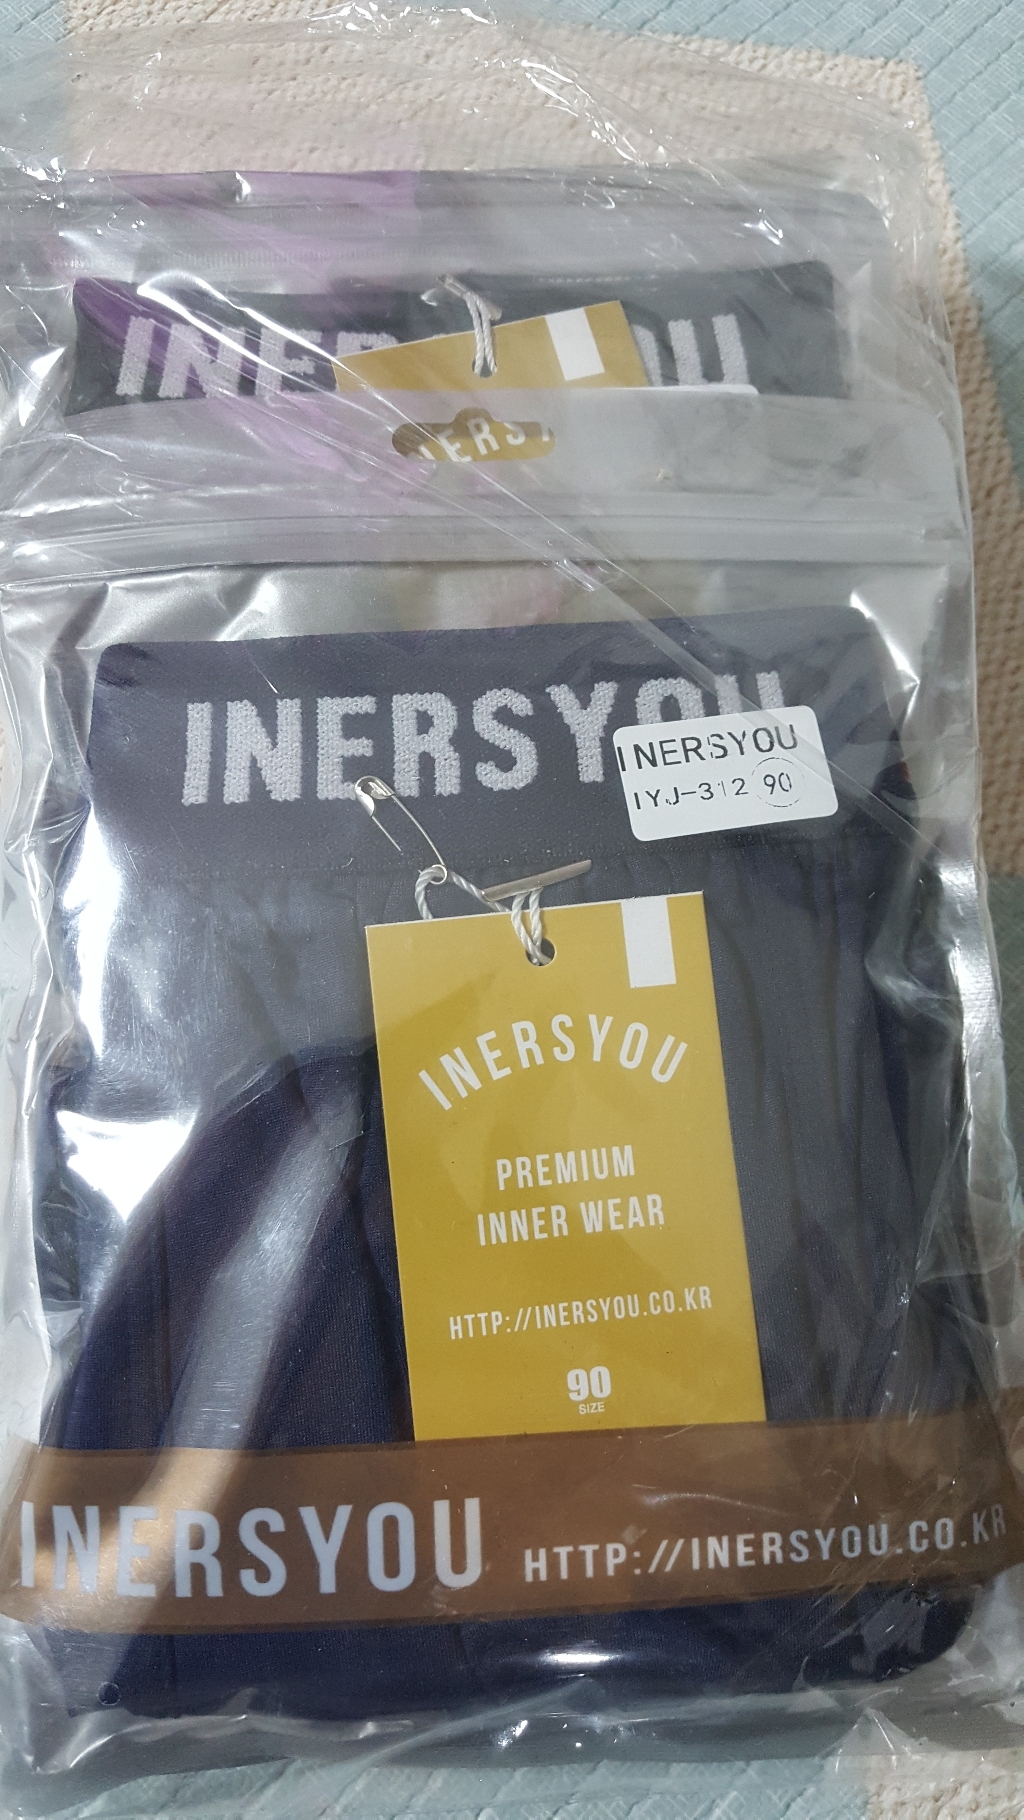 INERSYOU
INERSYOU
INERSYOU
IYJ-312 90
INERSYOU
PREMIUM
INNER WEAR
HTTP://INERSYOU.CO.KR
90
SIZE
INERSYOU HTTP://INERSYOU.CO.KR